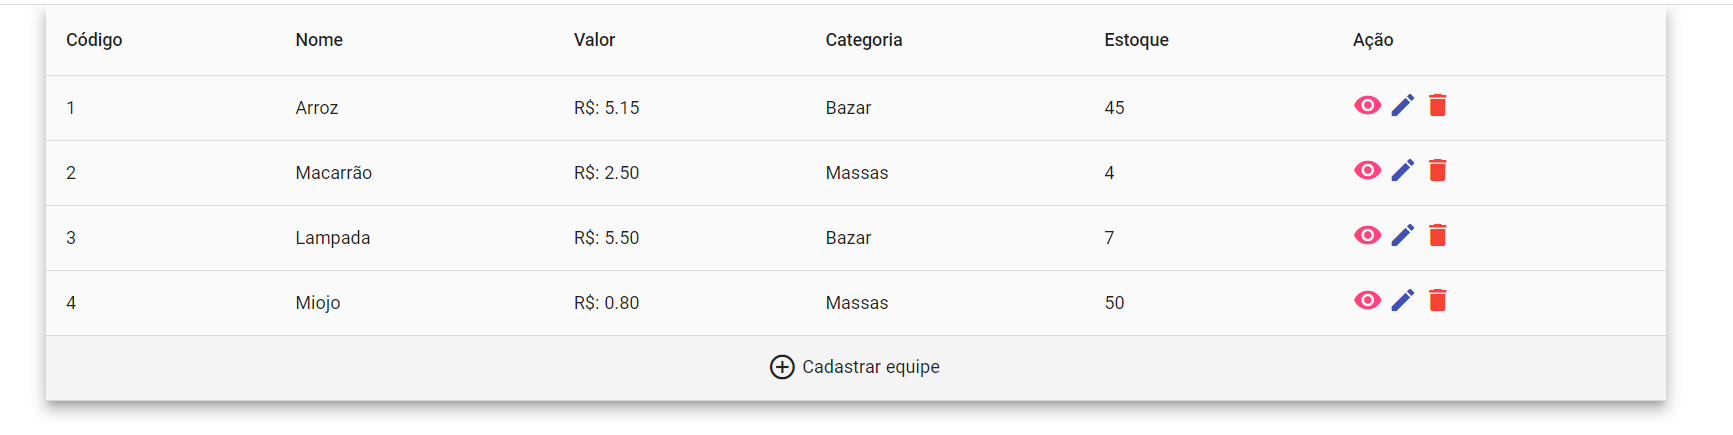 Código Nome Valor Categoria Estoque Ação
1 Arroz R$: 5.15 Bazar 45
2 Macarrão R$: 2.50 Massas 4
3 Lampada R$: 5.50 Bazar 7
4 Miojo R$: 0.80 Massas 50
Cadastrar equipe